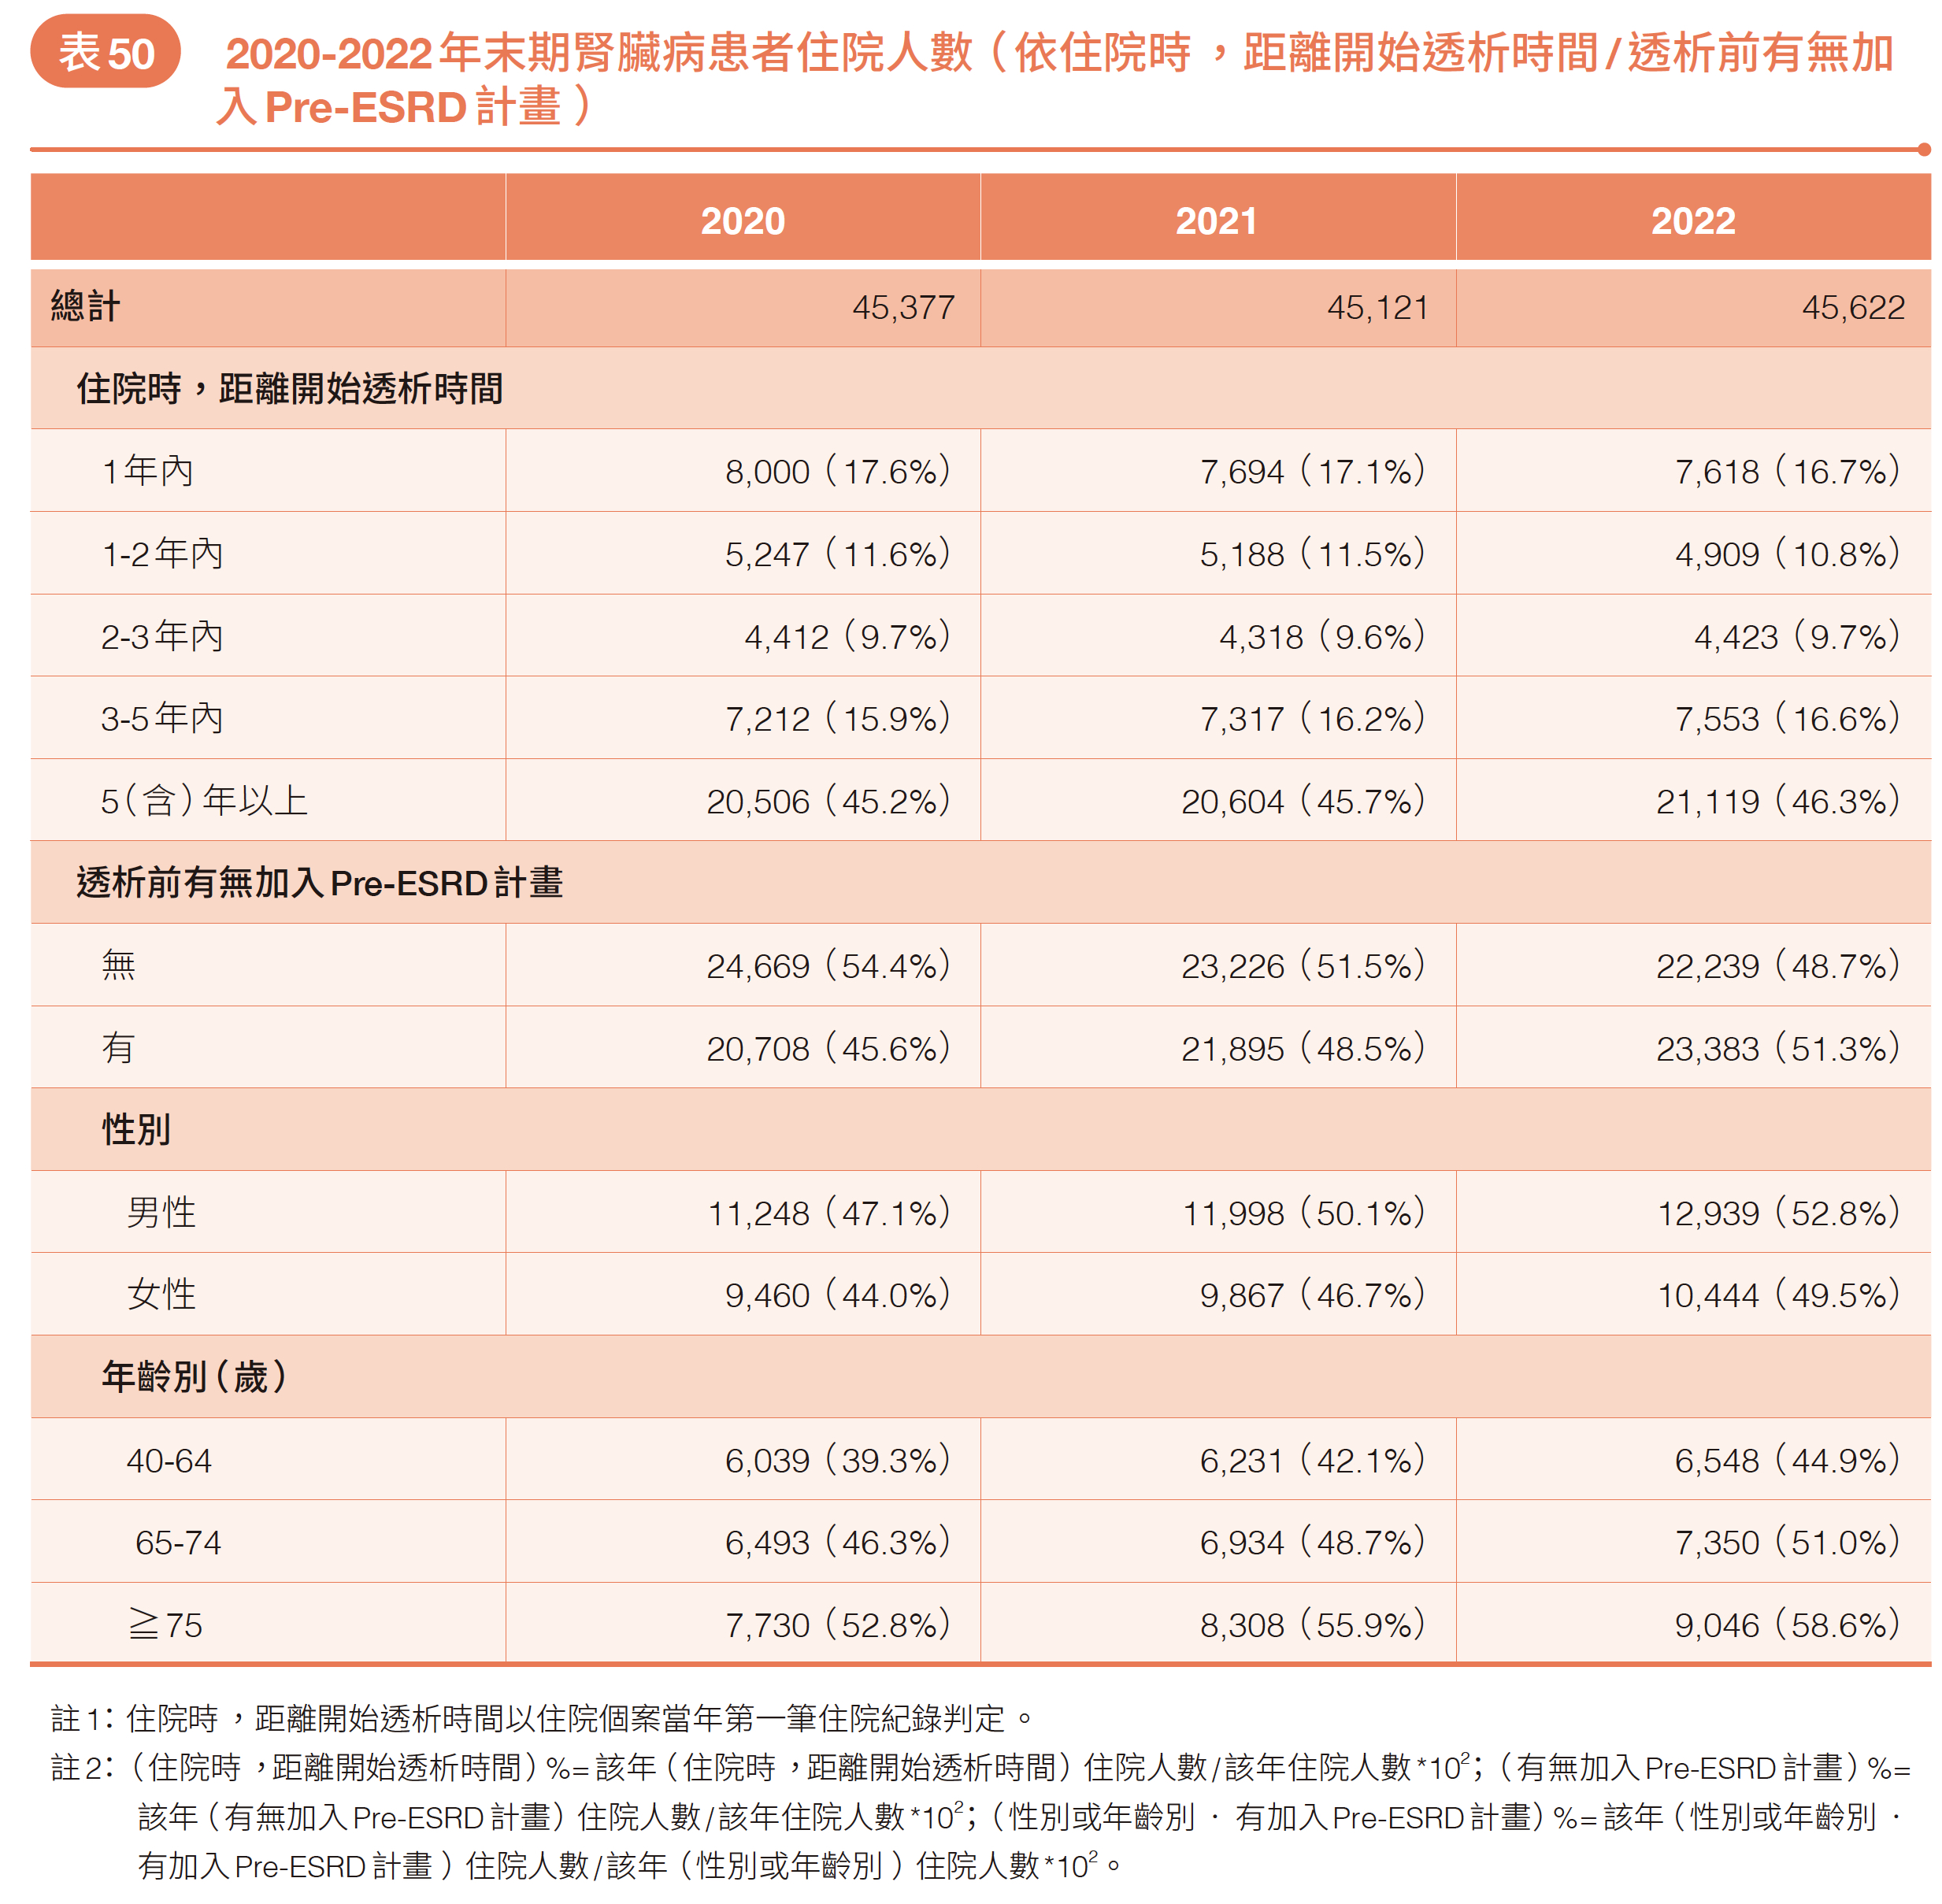 表50 2020-2022年末期腎臟病患者住院人數（依住院時，距離開始透析時間/透析前有無加
入Pre-ESRD計畫）
2020 2021 2022
總計 45,377 45,121 45,622
住院時，距離開始透析時間
1年內 8,000（17.6%） 7,694（17.1%） 7,618（16.7%）
1-2年內 5,247（11.6%） 5,188（11.5%） 4,909（10.8%）
2-3年內 4,412（9.7%） 4,318（9.6%） 4,423（9.7%）
3-5年內 7,212（15.9%） 7,317（16.2%） 7,553（16.6%）
5（含）年以上 20,506（45.2%） 20,604（45.7%） 21,119（46.3%）
透析前有無加入Pre-ESRD計畫
無 24,669（54.4%） 23,226（51.5%） 22,239（48.7%）
有 20,708（45.6%） 21,895（48.5%） 23,383（51.3%）
性別
男性 11,248（47.1%） 11,998（50.1%） 12,939（52.8%）
女性 9,460（44.0%） 9,867（46.7%） 10,444（49.5%）
年齡別（歲）
40-64 6,039（39.3%） 6,231（42.1%） 6,548（44.9%）
65-74 6,493（46.3%） 6,934（48.7%） 7,350（51.0%）
≧75 7,730（52.8%） 8,308（55.9%） 9,046（58.6%）
註1：住院時，距離開始透析時間以住院個案當年第一筆住院紀錄判定。
註2：（住院時，距離開始透析時間）%=該年（住院時，距離開始透析時間）住院人數/該年住院人數*10²；（有無加入Pre-ESRD計畫）%=
該年（有無加入Pre-ESRD計畫）住院人數/該年住院人數*10²；（性別或年齡別．有加入Pre-ESRD計畫）%=該年（性別或年齡別．
有加入Pre-ESRD計畫）住院人數/該年（性別或年齡別）住院人數*10²。